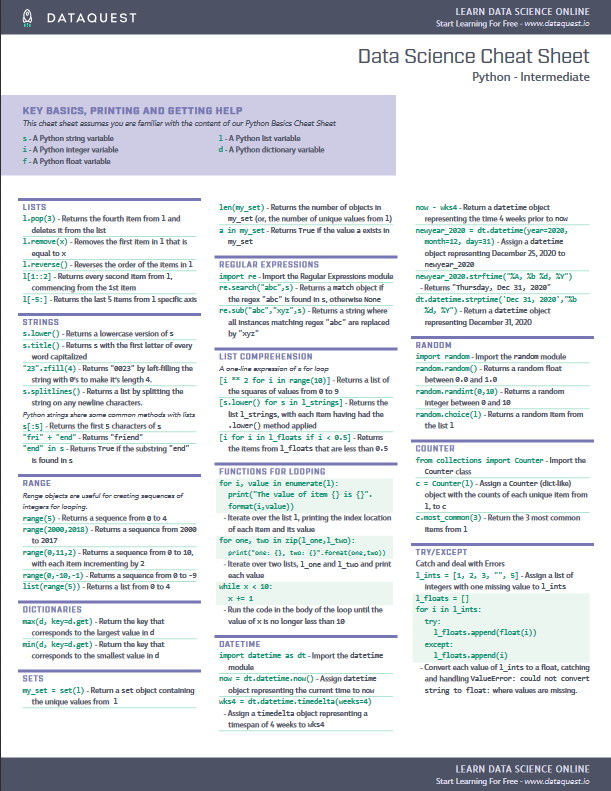 DATAQUEST
LEARN DATA SCIENCE ONLINE
Start Learning For Free - www.dataquest.io
Data Science Cheat Sheet
Python - Intermediate
KEY BASICS, PRINTING AND GETTING HELP
This cheat sheet assumes you are familiar with the content of our Python Basics Cheat Sheet
s - A Python string variable
i - A Python integer variable
f - A Python float variable
l - A Python list variable
d - A Python dictionary variable
LISTS
l.pop(3) - Returns the fourth item from l and
deletes it from the list
l.remove(x) - Removes the first item in l that is
equal to x
l.reverse() - Reverses the order of the items in l
l[1::2] - Returns every second item from l,
commencing from the 1st item
l[-5:] - Returns the last 5 items from l specific axis
STRINGS
s.lower() - Returns a lowercase version of s
s.title() - Returns s with the first letter of every
word capitalized
"23".zfill(4) - Returns "0023" by left-filling the
string with 0's to make it's length 4.
s.splitlines() - Returns a list by splitting the
string on any newline characters.
Python strings share some common methods with lists
s[:5] - Returns the first 5 characters of s
"fri" + "end" - Returns "friend"
"end" in s - Returns True if the substring "end"
is found in s
RANGE
Range objects are useful for creating sequences of
integers for looping.
range(5) - Returns a sequence from 0 to 4
range(2000,2018) - Returns a sequence from 2000
to 2017
range(0,11,2) - Returns a sequence from 0 to 10,
with each item incrementing by 2
range(0,-10,-1) - Returns a sequence from 0 to -9
list(range(5)) - Returns a list from 0 to 4
DICTIONARIES
max(d, key=d.get) - Return the key that
corresponds to the largest value in d
min(d, key=d.get) - Return the key that
corresponds to the smallest value in d
SETS
my_set = set(l) - Return a set object containing
the unique values from l
len(my_set) - Returns the number of objects in
my_set (or, the number of unique values from l)
a in my_set - Returns True if the value a exists in
my_set
REGULAR EXPRESSIONS
import re - Import the Regular Expressions module
re.search("abc",s) - Returns a match object if
the regex "abc" is found in s, otherwise None
re.sub("abc","xyz",s) - Returns a string where
all instances matching regex "abc" are replaced
by "xyz"
LIST COMPREHENSION
A one-line expression of a for loop
[i ** 2 for i in range(10)] - Returns a list of
the squares of values from 0 to 9
[s.lower() for s in l_strings] - Returns the
list l_strings, with each item having had the
.lower() method applied
[i for i in l_floats if i < 0.5] - Returns
the items from l_floats that are less than 0.5
FUNCTIONS FOR LOOPING
for i, value in enumerate(l):
print("The value of item {} is {}".
format(i,value))
- Iterate over the list l, printing the index location
of each item and its value
for one, two in zip(l_one,l_two):
print("one: {}, two: {}".format(one,two))
- Iterate over two lists, l_one and l_two and print
each value
while x < 10:
x += 1
- Run the code in the body of the loop until the
value of x is no longer less than 10
DATETIME
import datetime as dt - Import the datetime
module
now = dt.datetime.now() - Assign datetime
object representing the current time to now
wks4 = dt.datetime.timedelta(weeks=4)
- Assign a timedelta object representing a
timespan of 4 weeks to wks4
now - wks4 - Return a datetime object
representing the time 4 weeks prior to now
newyear_2020 = dt.datetime(year=2020,
month=12, day=31) - Assign a datetime
object representing December 25, 2020 to
newyear_2020
newyear_2020.strftime("%A, %b %d, %Y")
- Returns "Thursday, Dec 31, 2020"
dt.datetime.strptime('Dec 31, 2020',"%b
%d, %Y") - Return a datetime object
representing December 31, 2020
RANDOM
import random - Import the random module
random.random() - Returns a random float
between 0.0 and 1.0
random.randint(0,10) - Returns a random
integer between 0 and 10
random.choice(l) - Returns a random item from
the list l
COUNTER
from collections import Counter - Import the
Counter class
c = Counter(l) - Assign a Counter (dict-like)
object with the counts of each unique item from
l, to c
c.most_common(3) - Return the 3 most common
items from l
TRY/EXCEPT
Catch and deal with Errors
l_ints = [1, 2, 3, "", 5] - Assign a list of
integers with one missing value to l_ints
l_floats = []
for i in l_ints:
try:
l_floats.append(float(i))
except:
l_floats.append(i)
- Convert each value of l_ints to a float, catching
and handling ValueError: could not convert
string to float: where values are missing.
LEARN DATA SCIENCE ONLINE
Start Learning For Free - www.dataquest.io